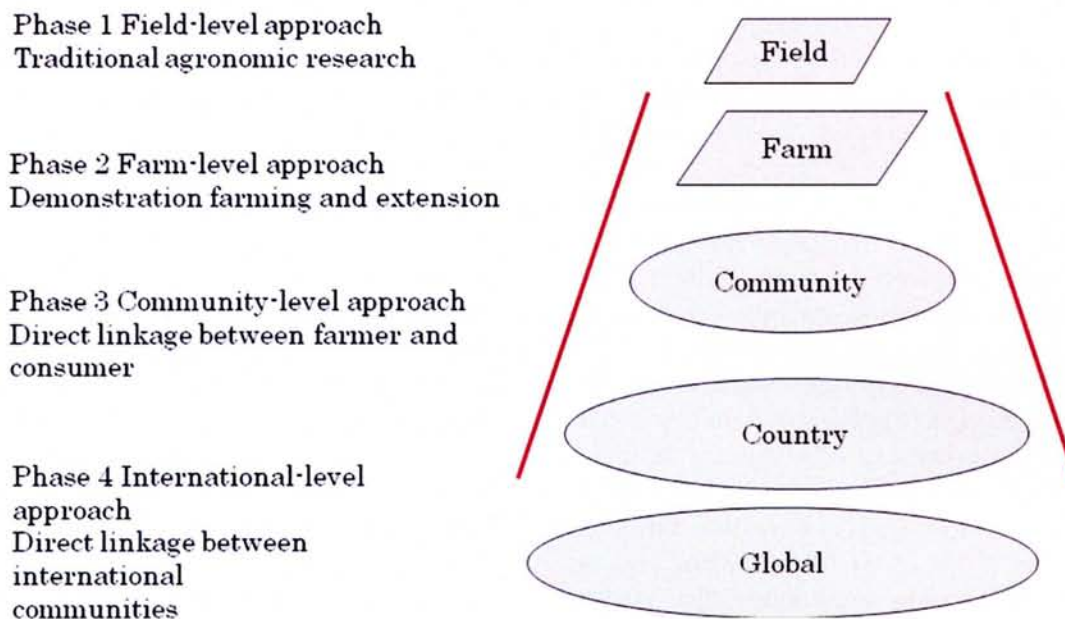 Phase 1 Field-level approach
Traditional agronomic research
Phase 2 Farm-level approach
Demonstration farming and extension
Phase 3 Community-level approach
Direct linkage between farmer and
consumer
Phase 4 International-level
approach
Direct linkage between
international
communities
Field
Farm
Community
Country
Global